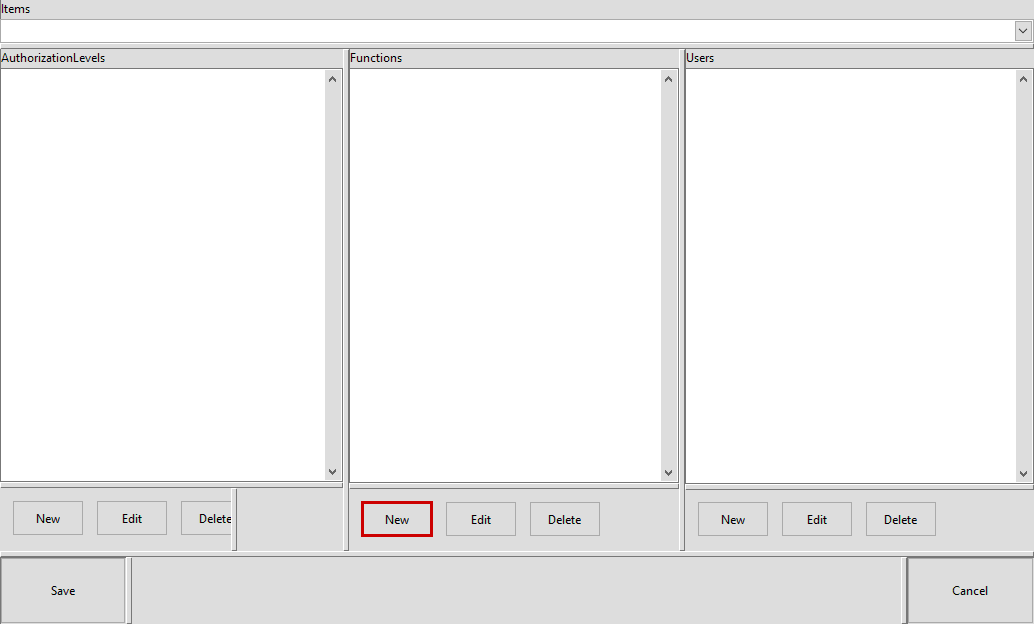 Items
AuthorizationLevels
Functions
Users
New Edit Delete
New Edit Delete
New Edit Delete
Save
Cancel